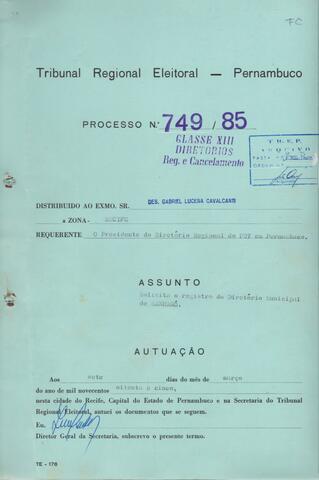 FC
Tribunal Regional Eleitoral — Pernambuco
PROCESSO N.º 749 / 85
CLASSE XIII
DIRETORIOS
Reg. e Cancelamento
T.R.E.P.
ARQUIVO
PASTA
DISTRIBUIDO AO EXMO. SR. DES. GABRIEL LUCENA CAVALCANTI
a ZONA - RECIFE
REQUERENTE O Presidente do Diretório Regional do PDT em Pernambuco.
ASSUNTO
Solicita o registro do Diretório Municipal
de
AUTUAÇÃO
Aos sete dias do mês de março
do ano de mil novecentos oitenta e cinco,
nesta cidade do Recife, Capital do Estado de Pernambuco e na Secretaria do Tribunal
Regional Eleitoral, autuei os documentos que se seguem.
Eu,
Diretor Geral da Secretaria, subscrevo o presente termo.
TE - 176